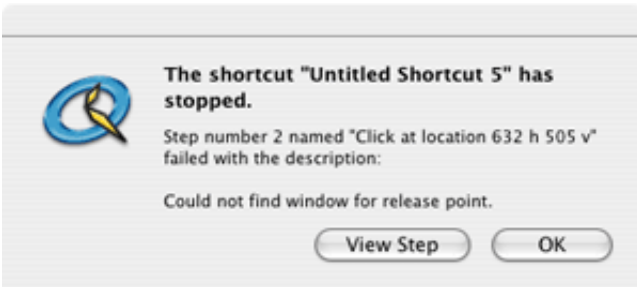 The shortcut "Untitled Shortcut 5" has
stopped.
Step number 2 named "Click at location 632 h 505 v"
failed with the description:
Could not find window for release point.
View Step
OK